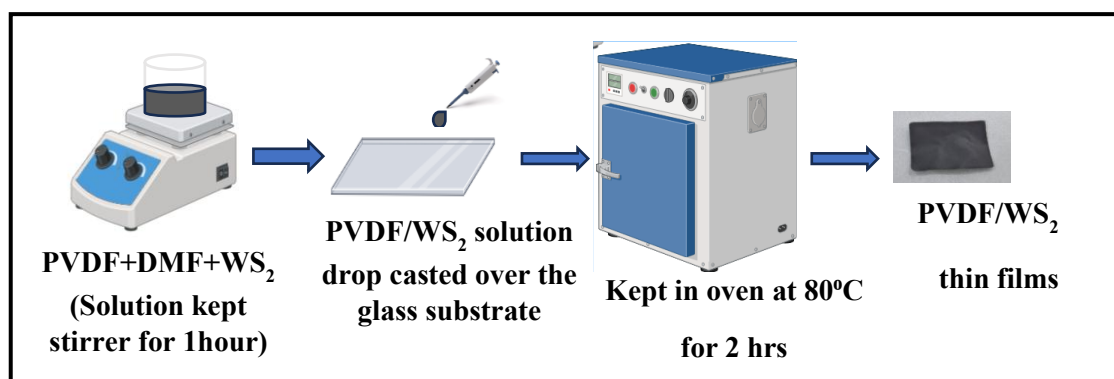 PVDF+DMF+WS₂
(Solution kept
stirrer for 1hour)
PVDF/WS₂ solution
drop casted over the
glass substrate
Kept in oven at 80⁰C
for 2 hrs
PVDF/WS₂
thin films